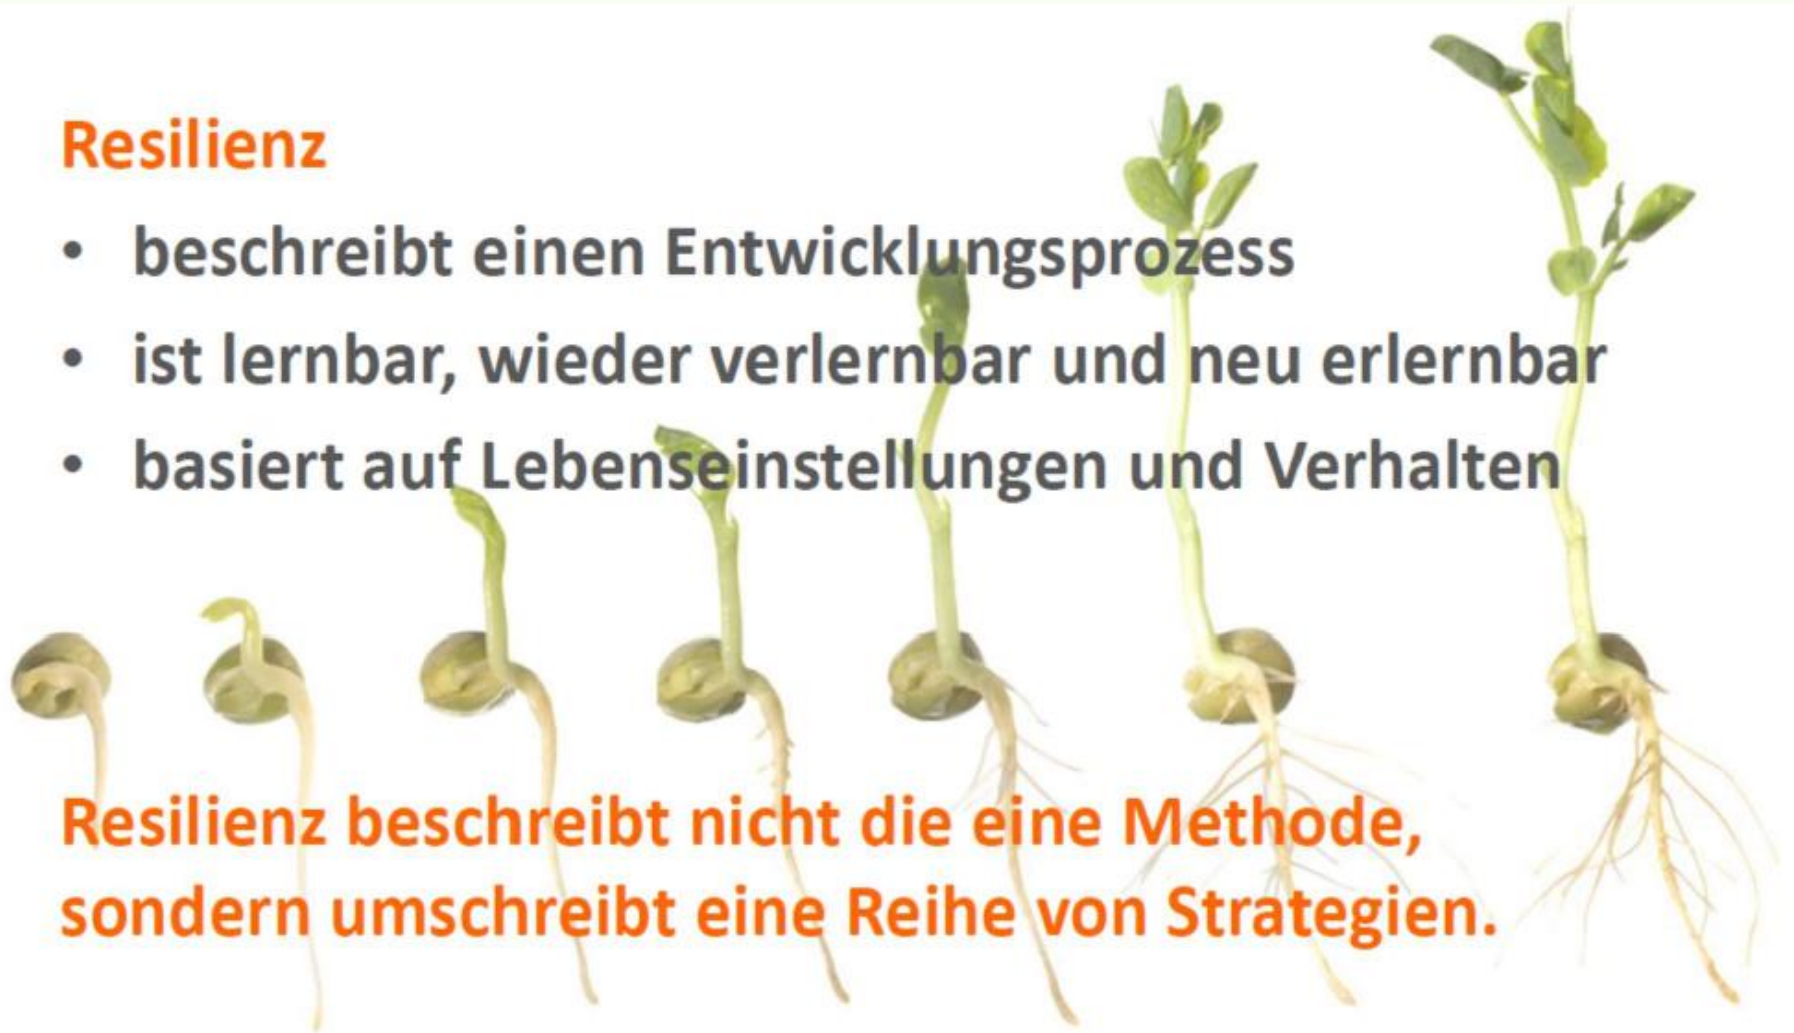 Resilienz
• beschreibt einen Entwicklungsprozess
• ist lernbar, wieder verlernbar und neu erlernbar
• basiert auf Lebenseinstellungen und Verhalten
Resilienz beschreibt nicht die eine Methode,
sondern umschreibt eine Reihe von Strategien.